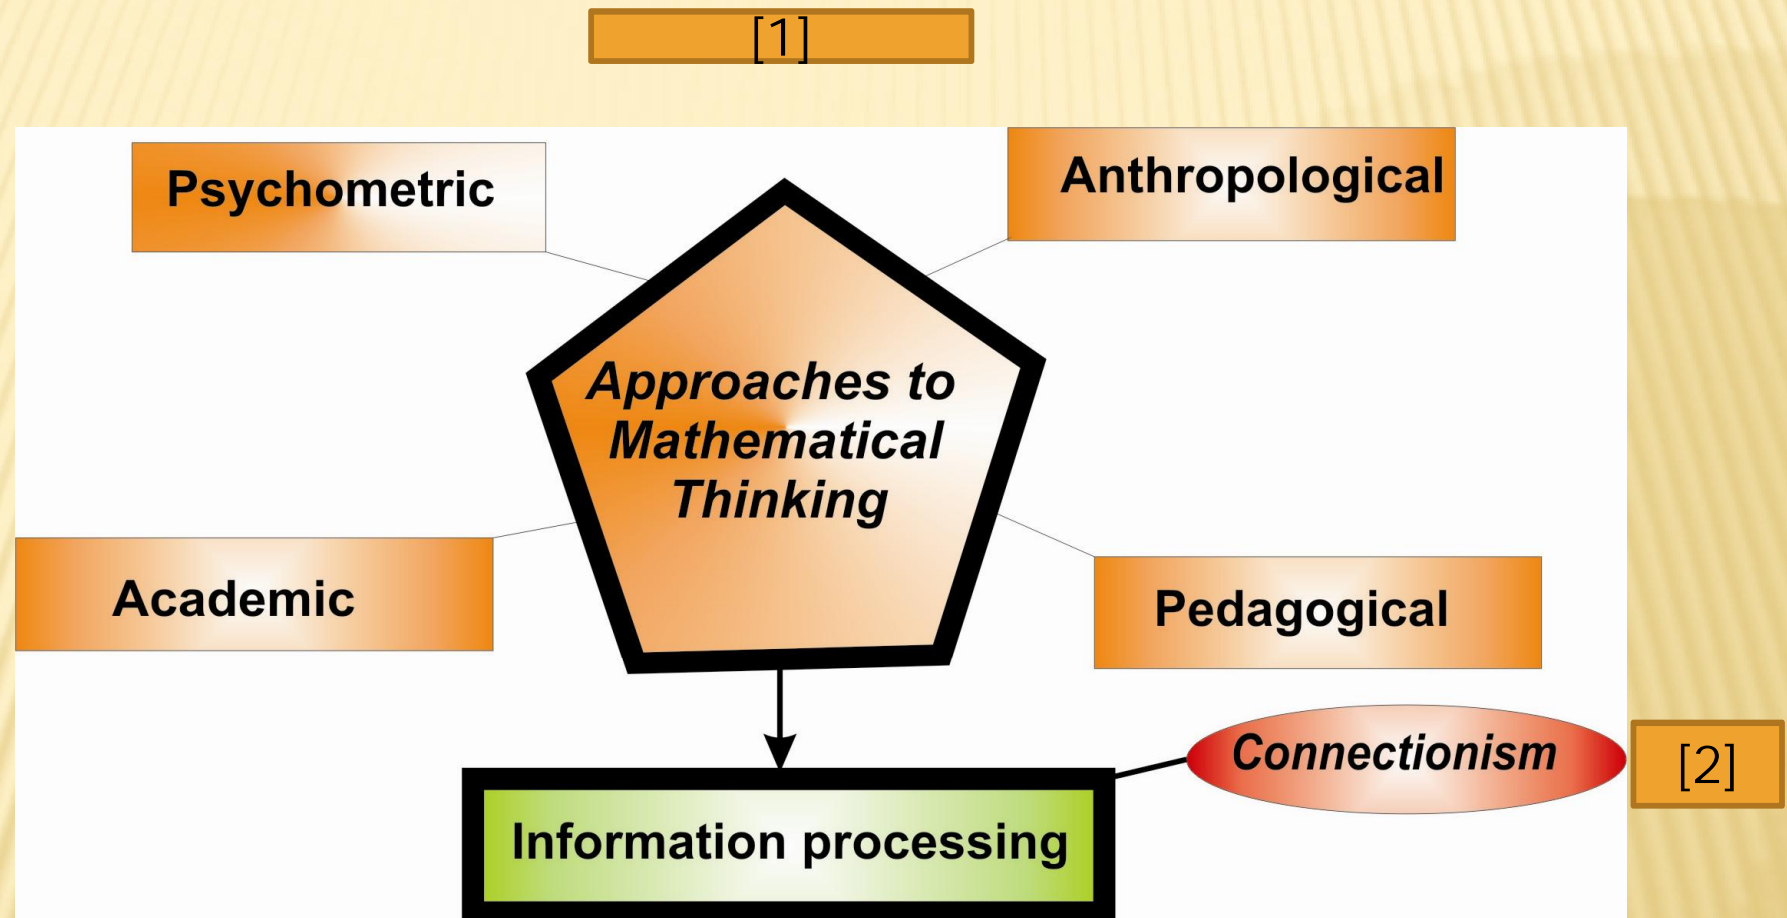 [1]
Psychometric
Anthropological
Approaches to
Mathematical
Thinking
Academic
Pedagogical
Connectionism
[2]
Information processing